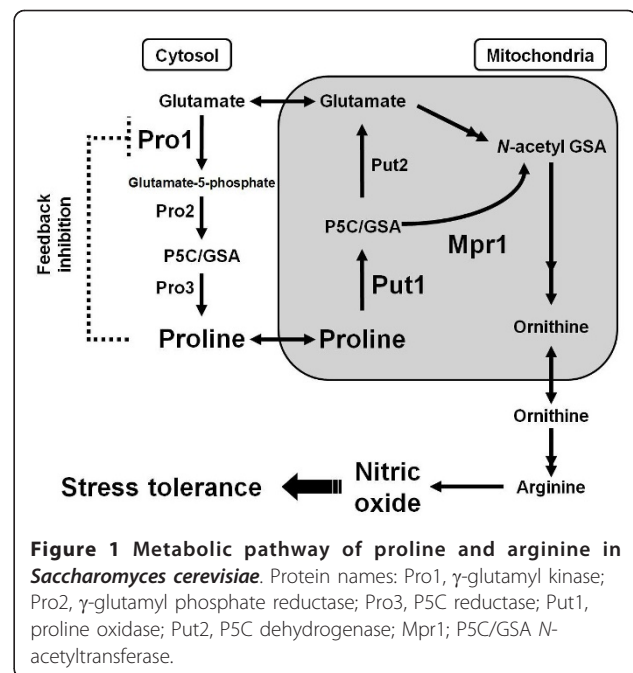 Cytosol
Mitochondria
Glutamate
Glutamate
Pro1
N-acetyl GSA
Put2
Glutamate-5-phosphate
Pro2
P5C/GSA
P5C/GSA
Mpr1
Feedback
inhibition
Pro3
Put1
Proline
Proline
Ornithine
Ornithine
Stress tolerance
Nitric
oxide
Arginine
Figure 1 Metabolic pathway of proline and arginine in
Saccharomyces cerevisiae. Protein names: Pro1, γ-glutamyl kinase;
Pro2, γ-glutamyl phosphate reductase; Pro3, P5C reductase; Put1,
proline oxidase; Put2, P5C dehydrogenase; Mpr1; P5C/GSA N-
acetyltransferase.